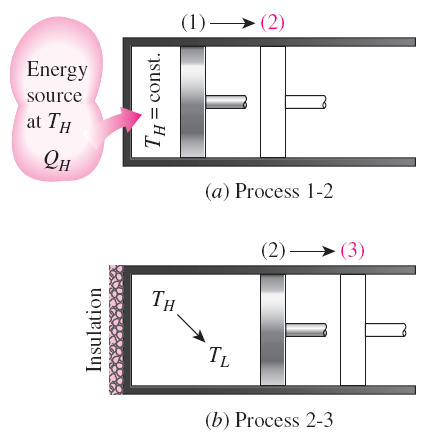 (1) → (2)
Energy
source
at T_H
Q_H
T_H = const.
(a) Process 1-2
(2) → (3)
Insulation
T_H
T_L
(b) Process 2-3